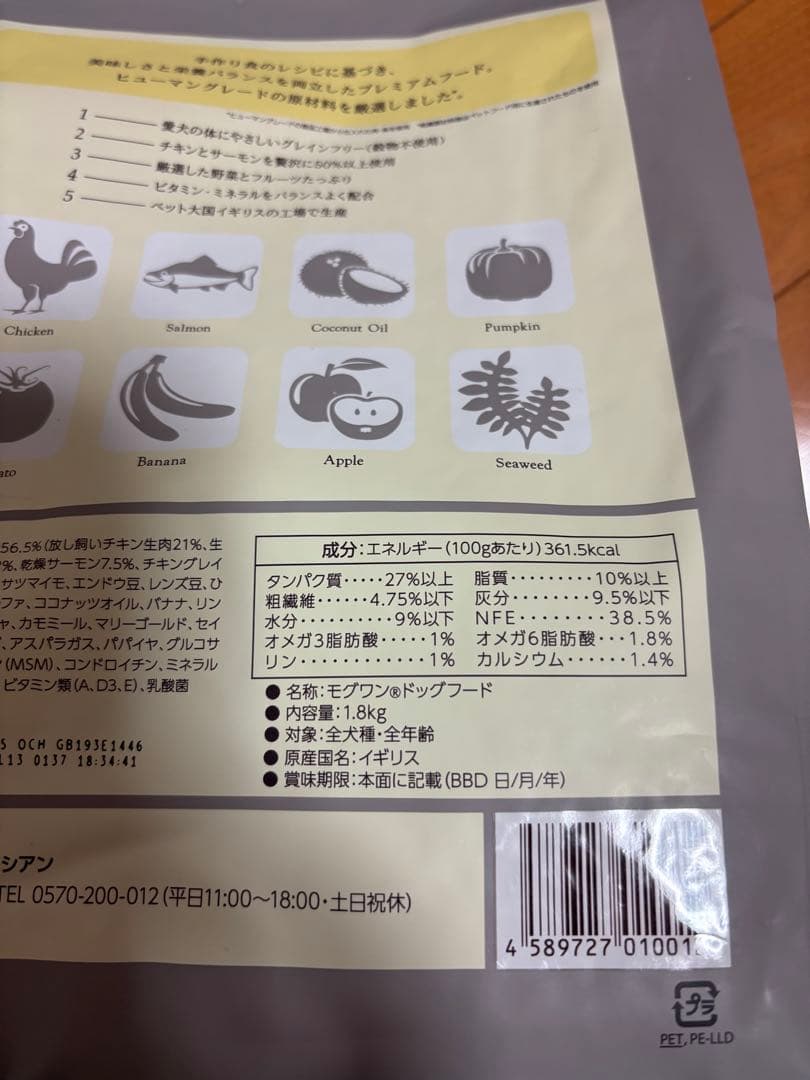 手作り食のレシピに基づき、
美味しさと栄養バランスを両立したプレミアムフード。
ヒューマングレードの原材料を厳選しました*。
1 愛犬の体にやさしいグレインフリー(穀物不使用)
2 チキンとサーモンを贅沢に50%以上使用
3 厳選した野菜とフルーツたっぷり
4 ビタミン・ミネラルをバランスよく配合
5 ペット大国イギリスの工場で生産
Chicken
Salmon
Coconut Oil
Pumpkin
ato
Banana
Apple
Seaweed
56.5%(放し飼いチキン生肉21%、生
%、乾燥サーモン7.5%、チキングレイ
サツマイモ、エンドウ豆、レンズ豆、ひ
ファ、ココナッツオイル、バナナ、リン
ャ、カモミール、マリーゴールド、セイ
、アスパラガス、パパイヤ、グルコサ
(MSM)、コンドロイチン、ミネラル
ビタミン類(A、D3、E)、乳酸菌
5 OCH GB193E1446
L13 0137 18:34:41
成分:エネルギー(100gあたり)361.5kcal
タンパク質・・・・・27%以上 脂質・・・・・・・・・10%以上
粗繊維・・・・・4.75%以下 灰分・・・・・・・・9.5%以下
水分・・・・・・・・・・9%以下 NFE・・・・・・・・38.5%
オメガ3脂肪酸・・・・・1% オメガ6脂肪酸・・・1.8%
リン・・・・・・・・・・・・1% カルシウム・・・・・・1.4%
● 名称:モグワン®ドッグフード
● 内容量:1.8kg
● 対象:全犬種・全年齢
● 原産国名:イギリス
● 賞味期限:本面に記載(BBD 日/月/年)
シアン
TEL 0570-200-012(平日11:00〜18:00・土日祝休)
4 589727 01001
プラ
PET, PE-LLD